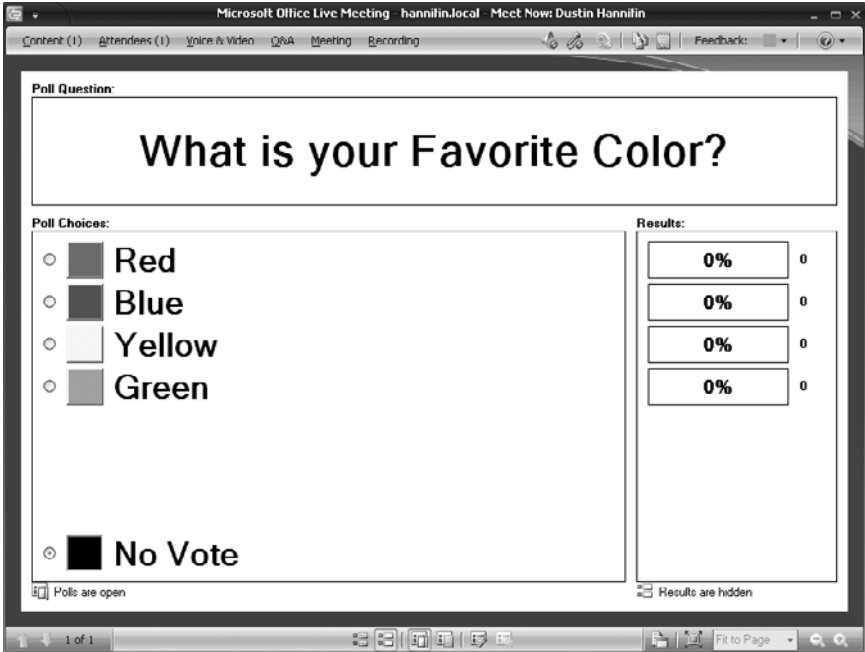 Microsoft Office Live Meeting - hannifin.local - Meet Now: Dustin Hannifin
Content (1) Attendees (1) Voice & Video Q&A Meeting Recording Feedback:
Poll Question:
What is your Favorite Color?
Poll Choices: Results:
Red 0% 0
Blue 0% 0
Yellow 0% 0
Green 0% 0
No Vote
Polls are open Results are hidden
1 of 1 Fit to Page